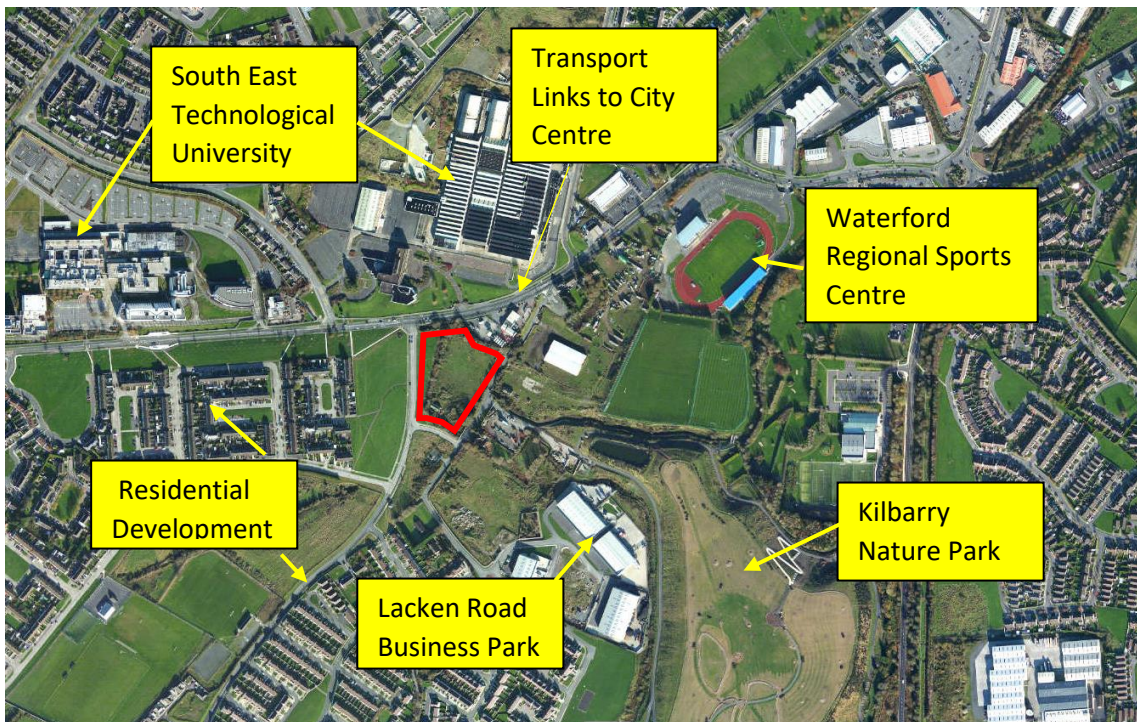 South East
Technological
University
Transport
Links to City
Centre
Waterford
Regional Sports
Centre
Residential
Development
Lacken Road
Business Park
Kilbarry
Nature Park